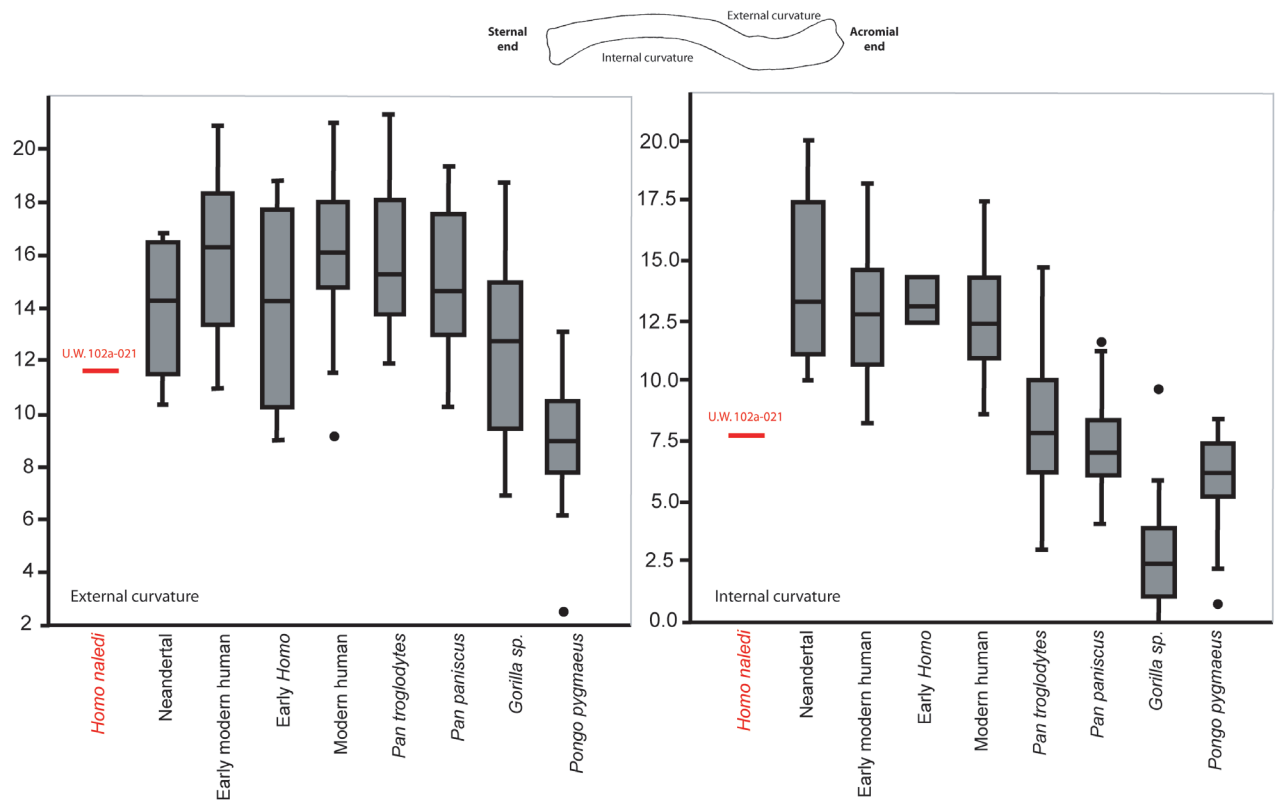 External curvature
Sternal
end
Acromial
end
Internal curvature
20
18
16
14
12
10
8
6
4
2
U.W. 102a-021
External curvature
Homo naledi
Neandertal
Early modern human
Early Homo
Modern human
Pan troglodytes
Pan paniscus
Gorilla sp.
Pongo pygmaeus
20.0
17.5
15.0
12.5
10.0
7.5
5.0
2.5
0.0
U.W. 102a-021
Internal curvature
Homo naledi
Neandertal
Early modern human
Early Homo
Modern human
Pan troglodytes
Pan paniscus
Gorilla sp.
Pongo pygmaeus